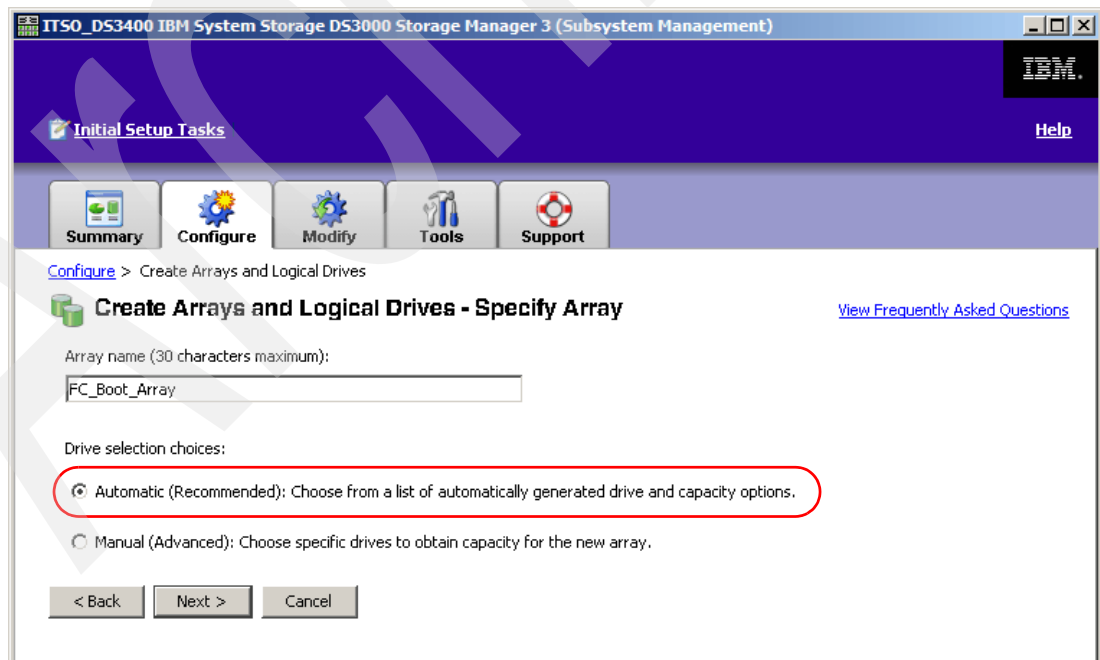 ITSO_DS3400 IBM System Storage DS3000 Storage Manager 3 (Subsystem Management)
IBM.
Initial Setup Tasks
Help
Summary
Configure
Modify
Tools
Support
Configure > Create Arrays and Logical Drives
Create Arrays and Logical Drives - Specify Array
View Frequently Asked Questions
Array name (30 characters maximum):
FC_Boot_Array
Drive selection choices:
Automatic (Recommended): Choose from a list of automatically generated drive and capacity options.
Manual (Advanced): Choose specific drives to obtain capacity for the new array.
< Back
Next >
Cancel